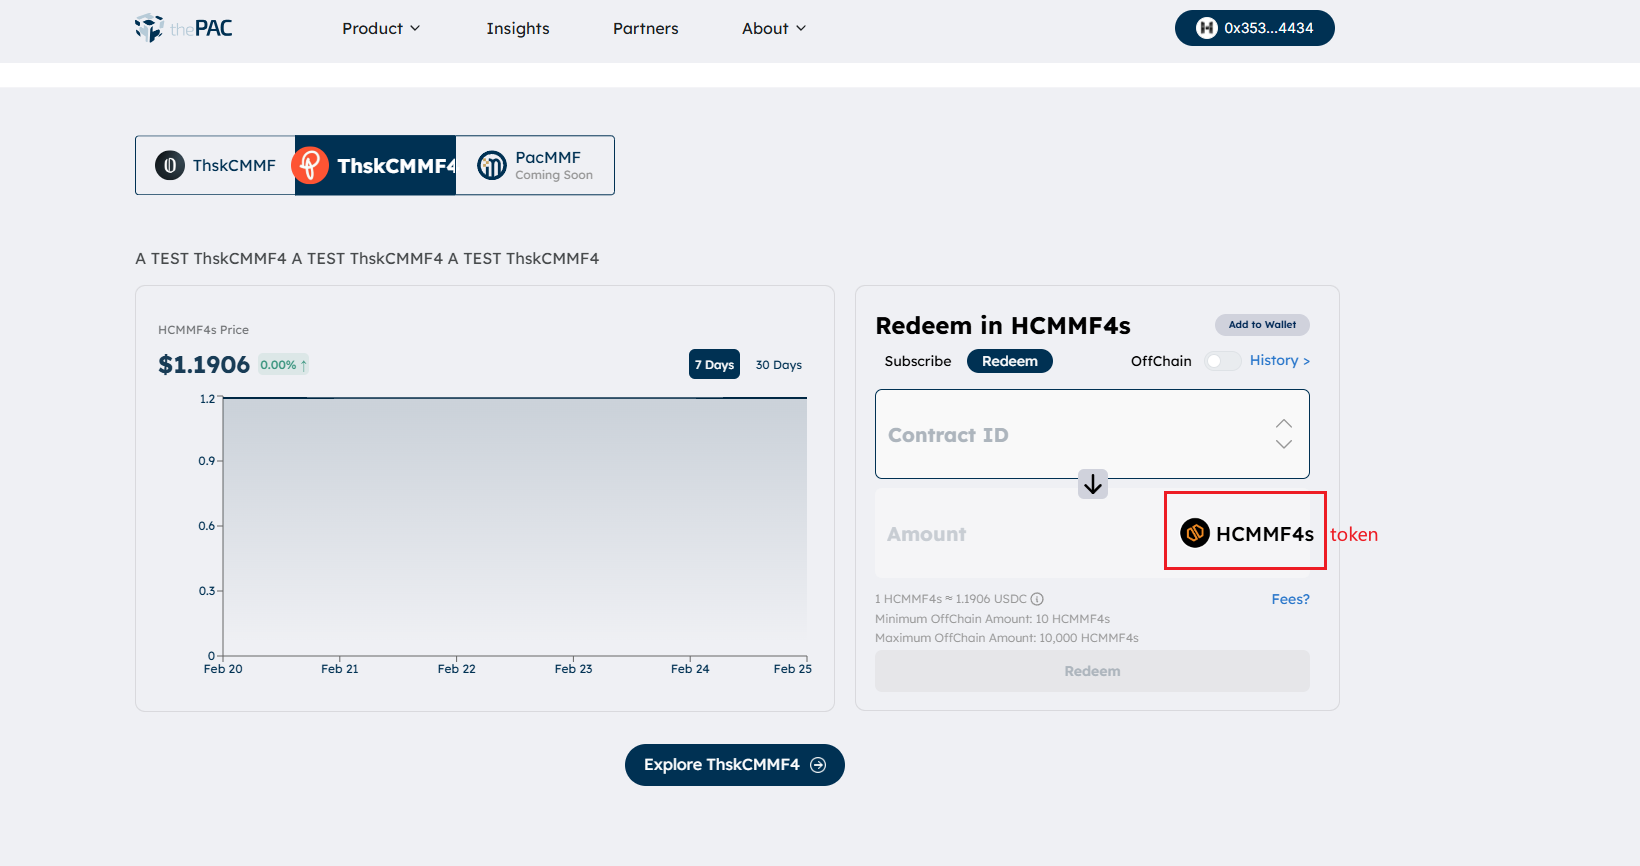 thePAC Product Insights Partners About 0x353...4434
ThskCMMF ThskCMMF4 PacMMF
Coming Soon
A TEST ThskCMMF4 A TEST ThskCMMF4 A TEST ThskCMMF4
HCMMF4s Price
$1.1906 0.00% ↑
7 Days 30 Days
1.2
0.9
0.6
0.3
0
Feb 20 Feb 21 Feb 22 Feb 23 Feb 24 Feb 25
Redeem in HCMMF4s Add to Wallet
Subscribe Redeem OffChain History >
Contract ID
Amount HCMMF4s token
1 HCMMF4s ≈ 1.1906 USDC Fees?
Minimum OffChain Amount: 10 HCMMF4s
Maximum OffChain Amount: 10,000 HCMMF4s
Redeem
Explore ThskCMMF4